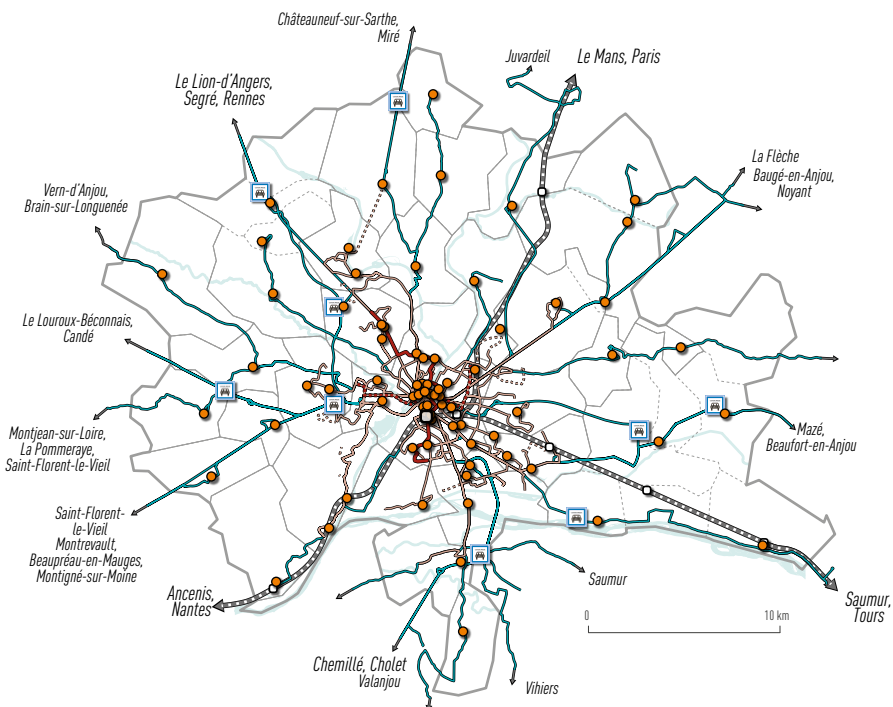 Châteauneuf-sur-Sarthe,
Miré
Juvardeil
Le Mans, Paris
Le Lion-d'Angers,
Segré, Rennes
La Flèche
Baugé-en-Anjou,
Noyant
Vern-d'Anjou,
Brain-sur-Longuenée
Le Louroux-Béconnais,
Candé
Montjean-sur-Loire,
La Pommeraye,
Saint-Florent-le-Vieil
Mazé,
Beaufort-en-Anjou
Saint-Florent-
le-Vieil
Montrevault,
Beaupréau-en-Mauges,
Montigné-sur-Moine
Ancenis,
Nantes
Saumur
Saumur,
Tours
0 10 km
Chemillé, Cholet
Valanjou
Vihiers